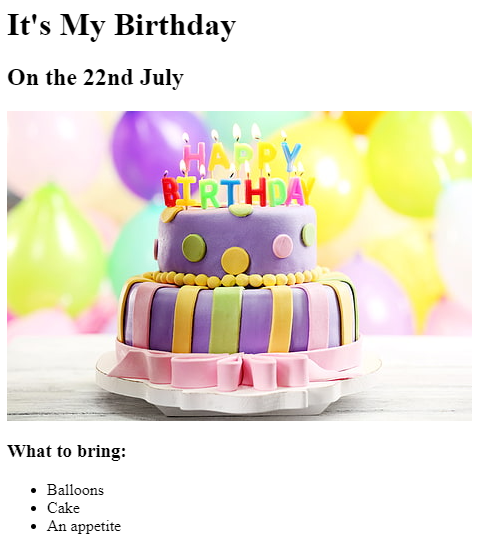 It's My Birthday
On the 22nd July
HAPPY
BIRTHDAY
What to bring:
Balloons
Cake
An appetite